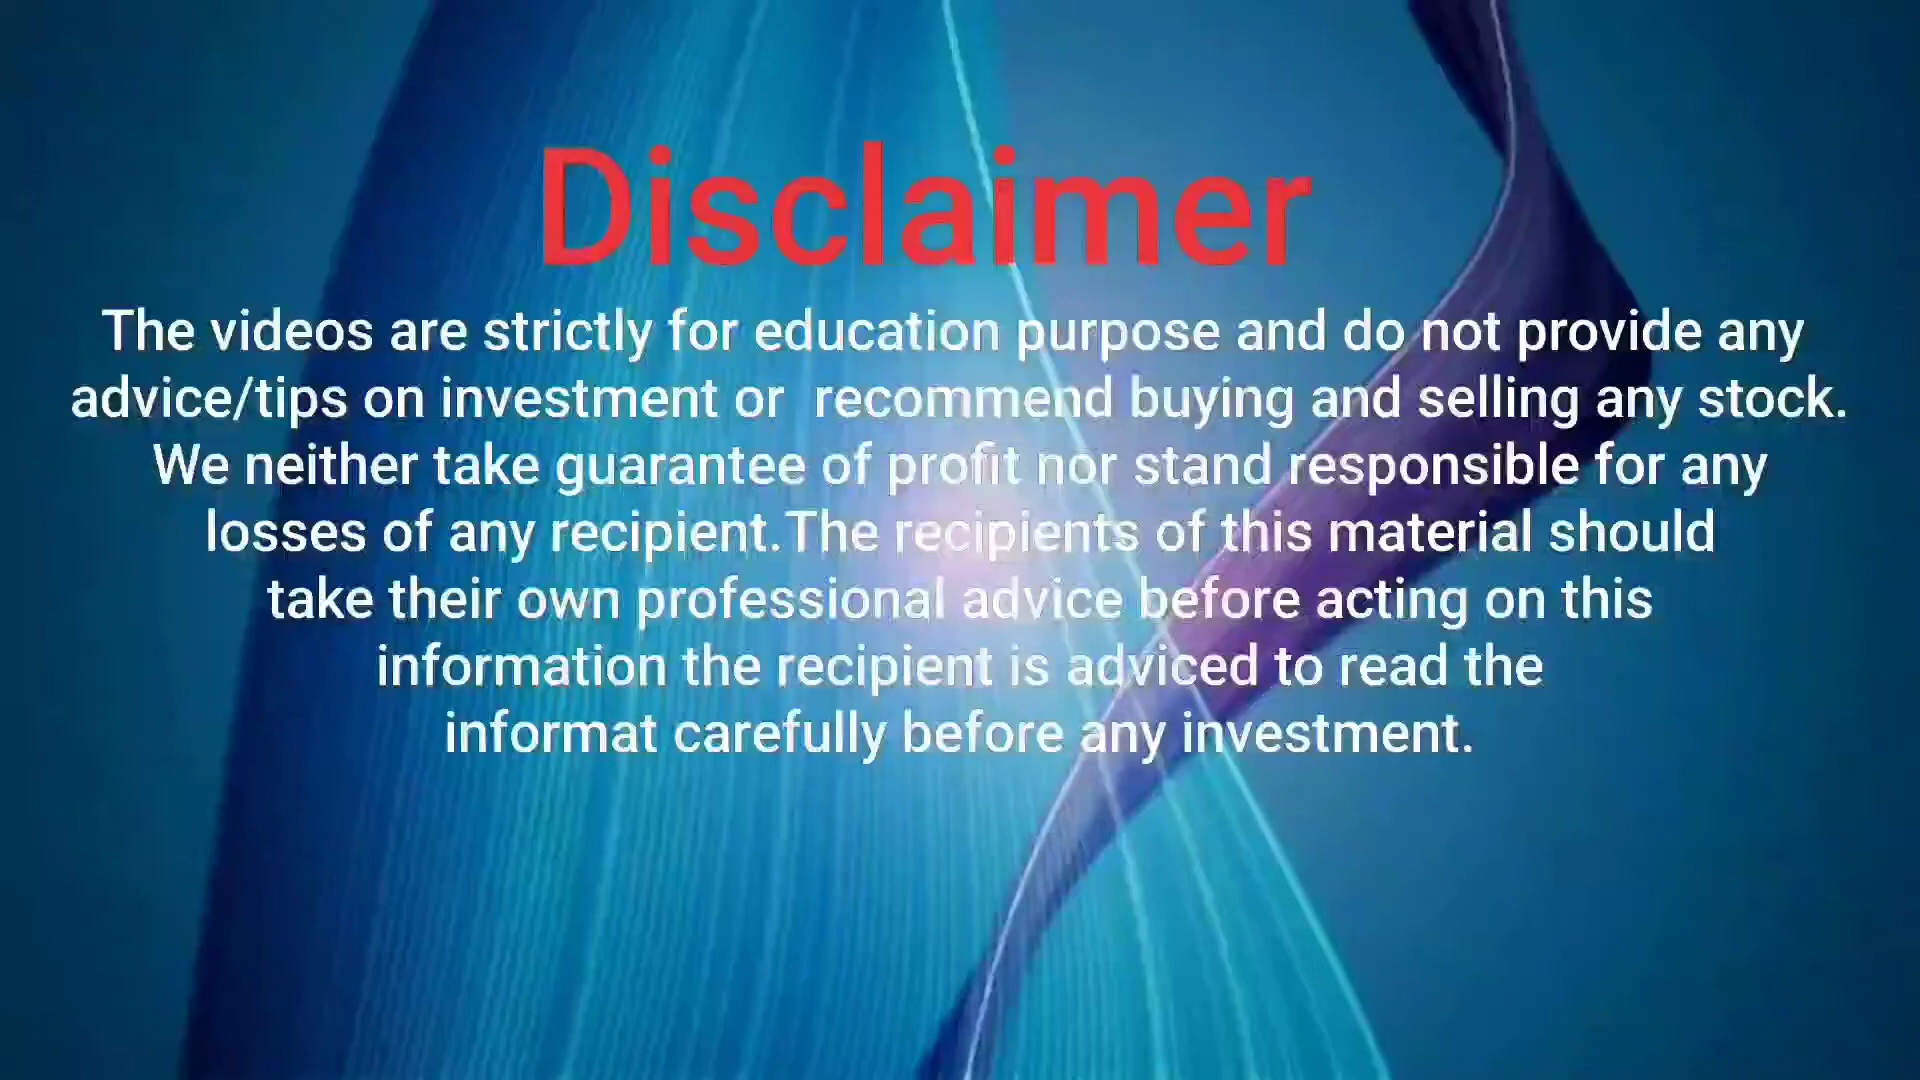 Disclaimer
The videos are strictly for education purpose and do not provide any
advice/tips on investment or  recommend buying and selling any stock.
We neither take guarantee of profit nor stand responsible for any
losses of any recipient.The recipients of this material should
take their own professional advice before acting on this
information the recipient is adviced to read the
informat carefully before any investment.